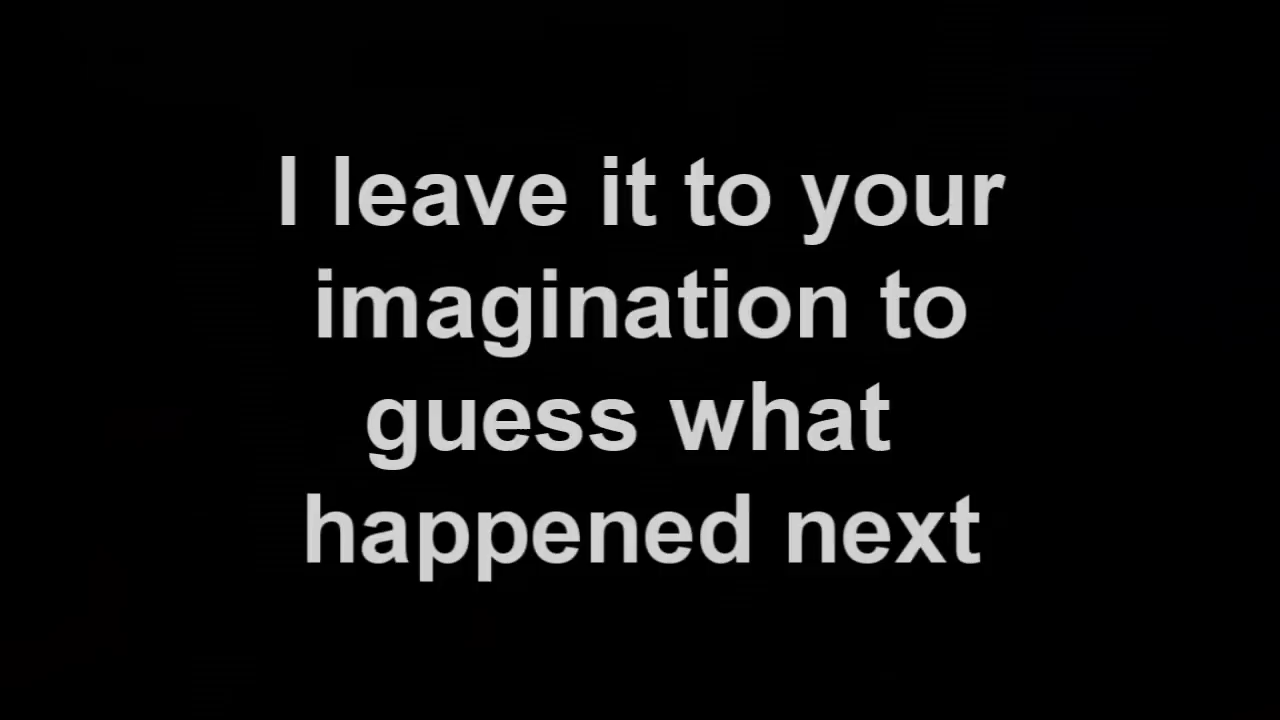 I leave it to your
imagination to
guess what
happened next